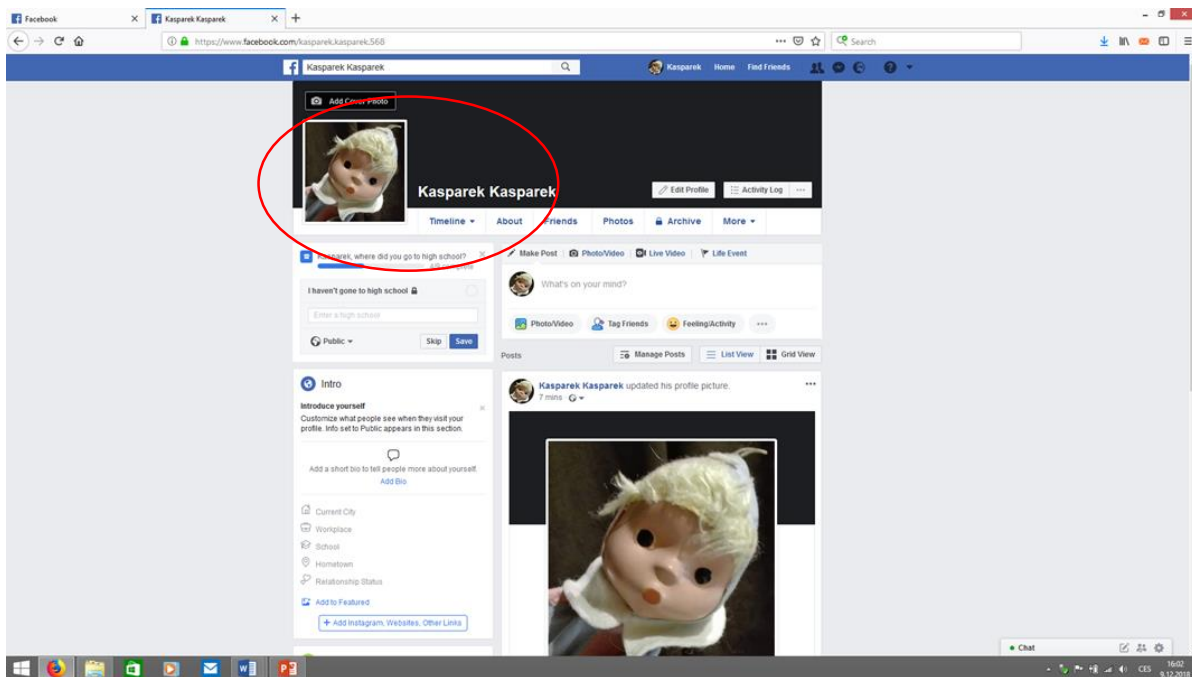 Facebook
Kasparek Kasparek
https://www.facebook.com/kasparek.kasparek.568
Search
Kasparek Kasparek
Kasparek Home Find Friends
Add Cover Photo
Kasparek Kasparek
Edit Profile
Activity Log
Timeline About Friends Photos Archive More
Kasparek, where did you go to high school?
4/9 complete
I haven't gone to high school
Enter a high school
Public Skip Save
Make Post Photo/Video Live Video Life Event
What's on your mind?
Photo/Video Tag Friends Feeling/Activity
Posts Manage Posts List View Grid View
Intro
Introduce yourself
Customize what people see when they visit your
profile. Info set to Public appears in this section.
Add a short bio to tell people more about yourself.
Add Bio
Current City
Workplace
School
Hometown
Relationship Status
Add to Featured
+ Add Instagram, Websites, Other Links
Kasparek Kasparek updated his profile picture.
7 mins
Chat
CES
16:02
9.12.2018